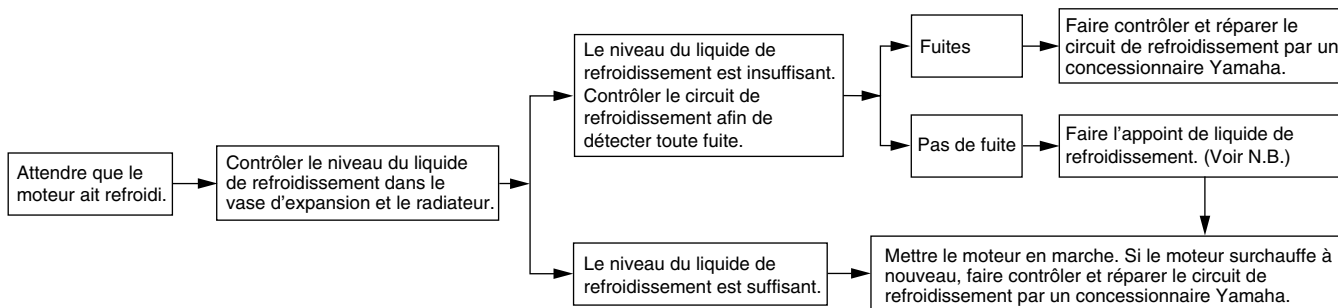 Attendre que le
moteur ait refroidi.
Contrôler le niveau du liquide
de refroidissement dans le
vase d'expansion et le radiateur.
Le niveau du liquide de
refroidissement est insuffisant.
Contrôler le circuit de
refroidissement afin de
détecter toute fuite.
Fuites
Faire contrôler et réparer le
circuit de refroidissement par un
concessionnaire Yamaha.
Pas de fuite
Faire l'appoint de liquide de
refroidissement. (Voir N.B.)
Le niveau du liquide de
refroidissement est suffisant.
Mettre le moteur en marche. Si le moteur surchauffe à
nouveau, faire contrôler et réparer le circuit de
refroidissement par un concessionnaire Yamaha.